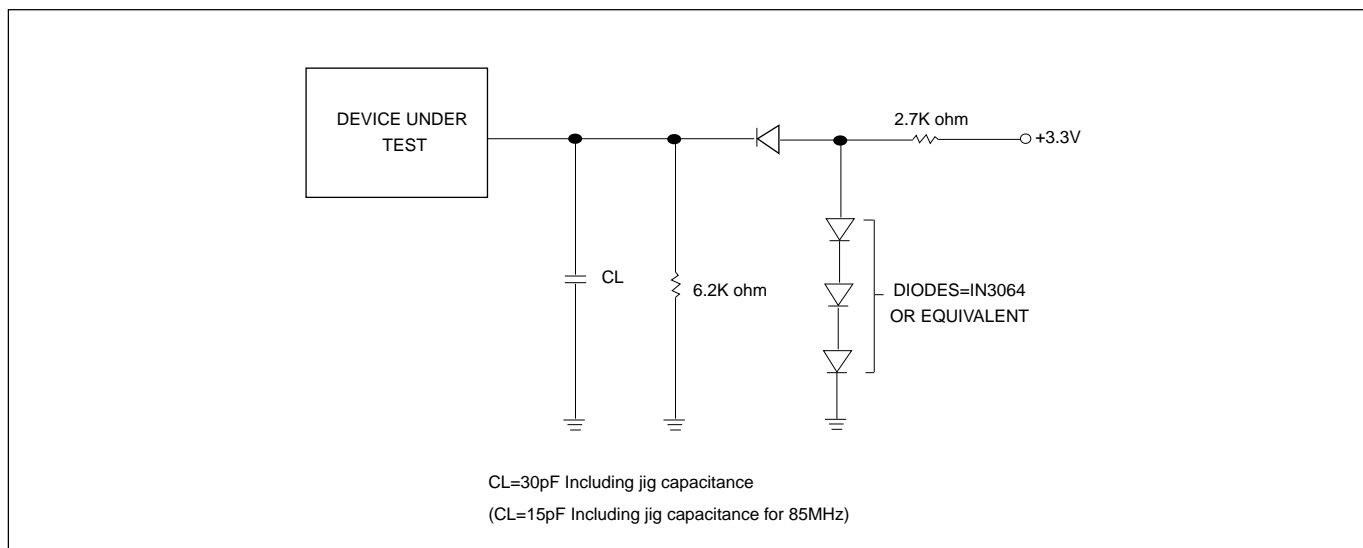 DEVICE UNDER
TEST
2.7K ohm
+3.3V
CL
6.2K ohm
DIODES=IN3064
OR EQUIVALENT
CL=30pF Including jig capacitance
(CL=15pF Including jig capacitance for 85MHz)